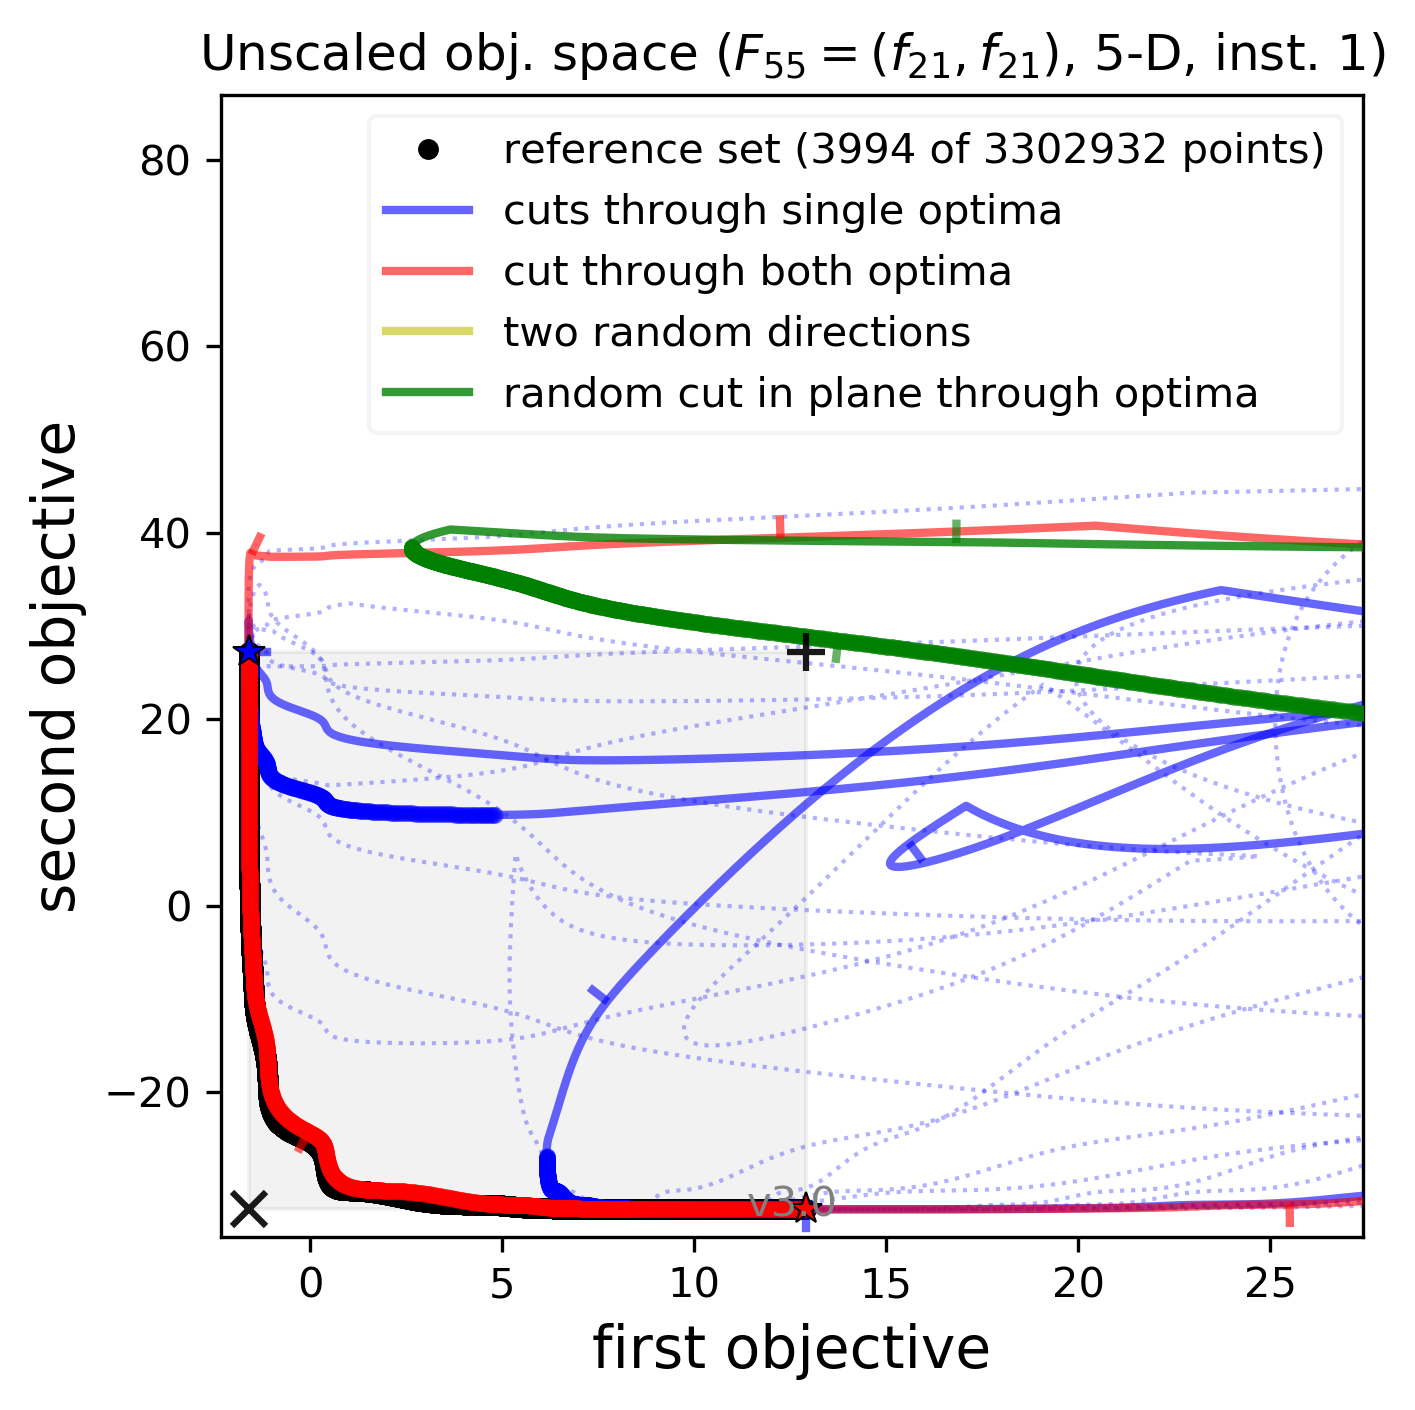 Unscaled obj. space (F₅₅ = (f₂₁, f₂₁), 5-D, inst. 1)
reference set (3994 of 3302932 points)
cuts through single optima
cut through both optima
two random directions
random cut in plane through optima
80
60
40
20
0
−20
second objective
v3.0
0 5 10 15 20 25
first objective